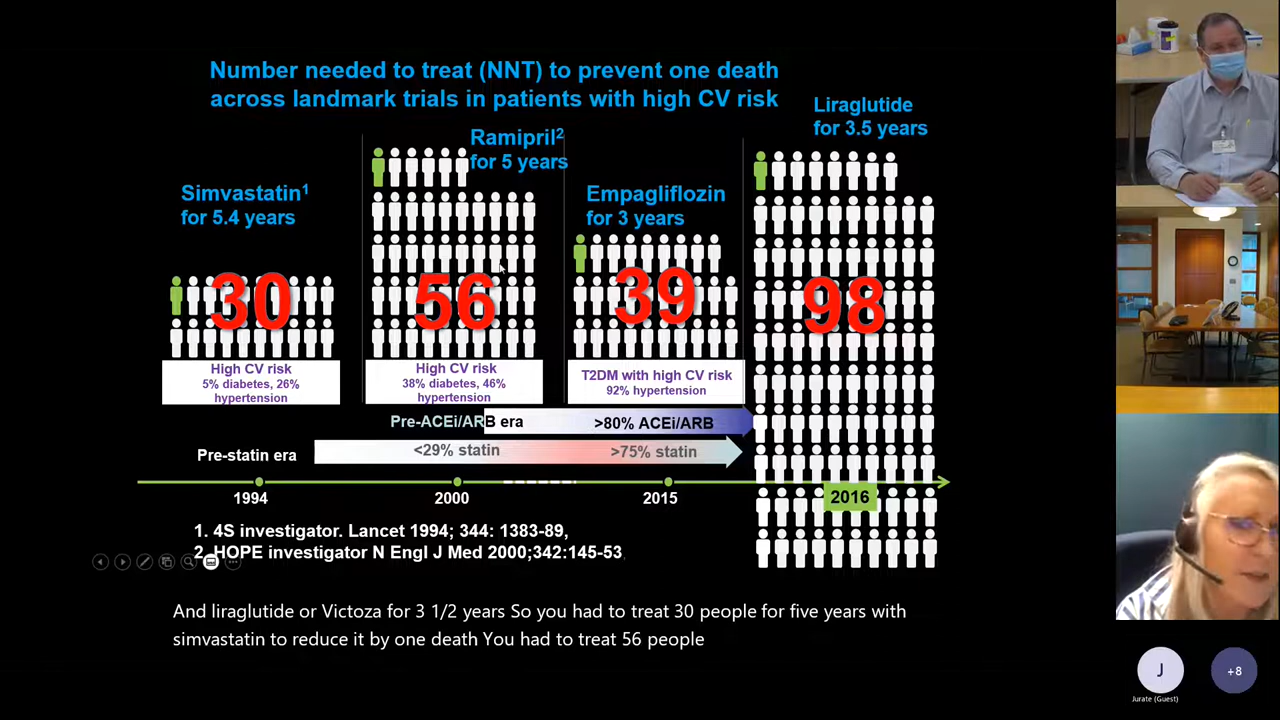 Number needed to treat (NNT) to prevent one death
across landmark trials in patients with high CV risk
Simvastatin¹
for 5.4 years
Ramipril²
for 5 years
Empagliflozin
for 3 years
Liraglutide
for 3.5 years
30
56
39
98
High CV risk
5% diabetes, 26%
hypertension
High CV risk
38% diabetes, 46%
hypertension
T2DM with high CV risk
92% hypertension
Pre-ACEi/ARB era
>80% ACEi/ARB
Pre-statin era
<29% statin
>75% statin
1994
2000
2015
2016
1. 4S investigator. Lancet 1994; 344: 1383-89,
2. HOPE investigator N Engl J Med 2000;342:145-53
And liraglutide or Victoza for 3 1/2 years So you had to treat 30 people for five years with
simvastatin to reduce it by one death You had to treat 56 people
J
+8
Jurate (Guest)